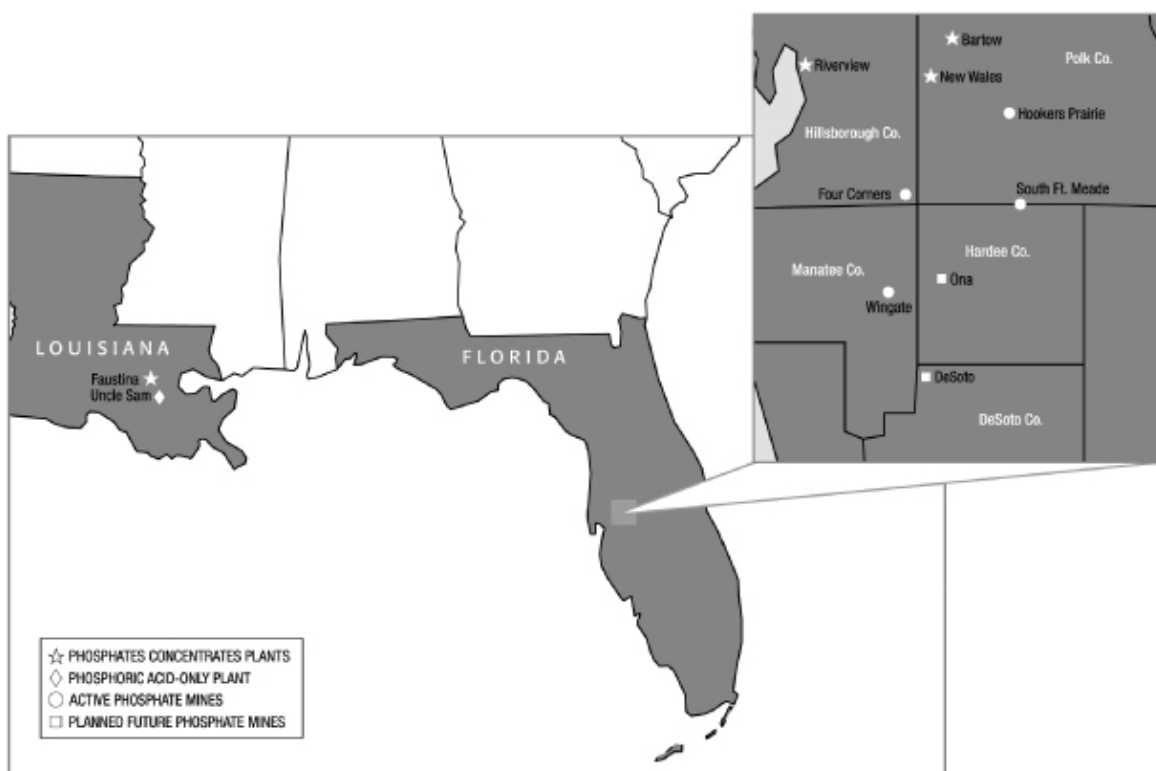 Bartow
Polk Co.
Riverview
New Wales
Hookers Prairie
Hillsborough Co.
Four Corners
South Ft. Meade
Hardee Co.
Manatee Co.
Ona
Wingate
DeSoto
DeSoto Co.
LOUISIANA
FLORIDA
Faustina
Uncle Sam
PHOSPHATES CONCENTRATES PLANTS
PHOSPHORIC ACID-ONLY PLANT
ACTIVE PHOSPHATE MINES
PLANNED FUTURE PHOSPHATE MINES